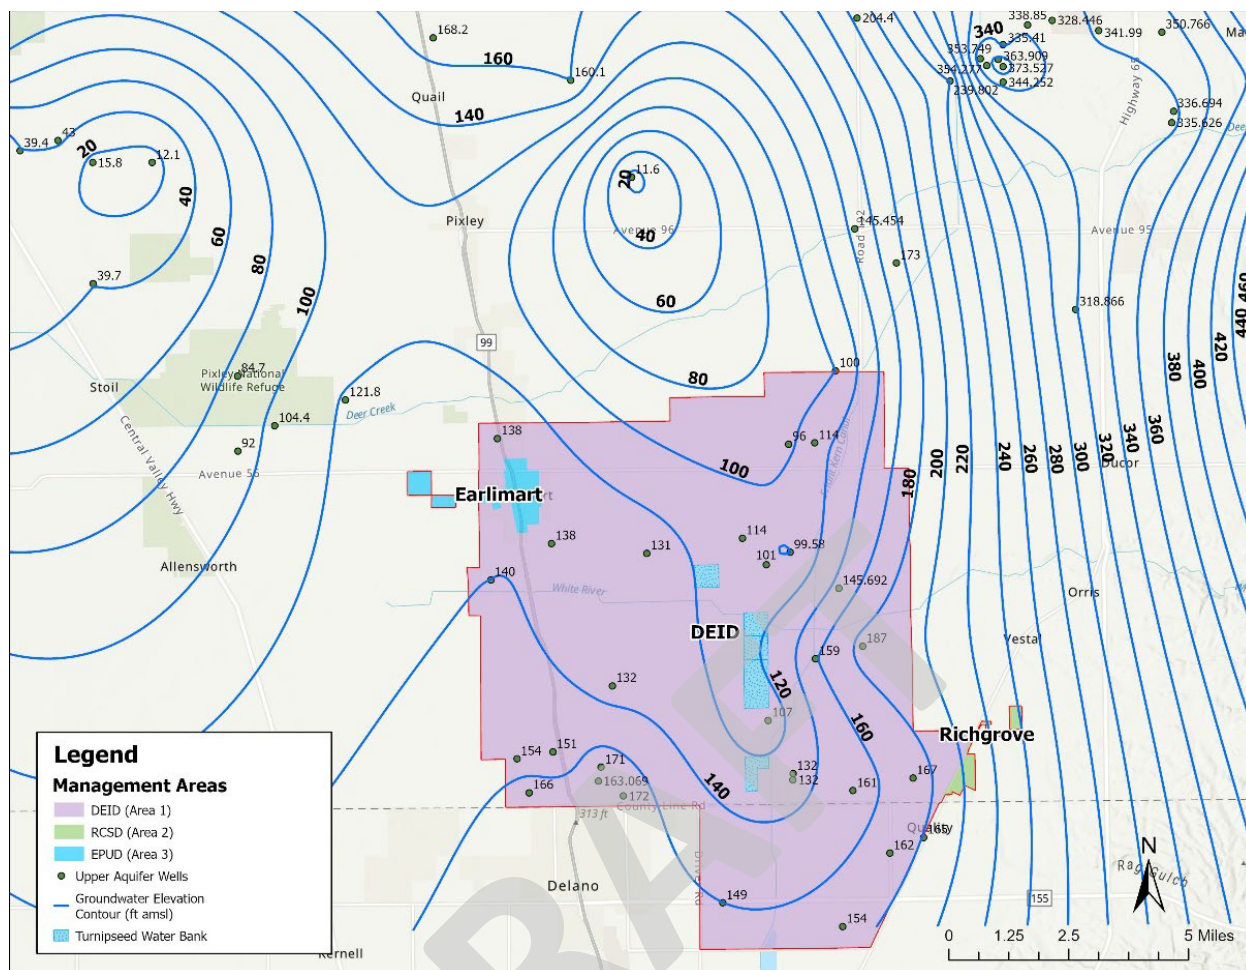 204.4
338.85
328.446
350.766
168.2
340
335.41
341.99
353.749
363.909
160
160.1
354.277
373.527
239.802
344.252
Quail
Highway 65
140
336.694
335.626
43
39.4
20
15.8
12.1
11.6
20
40
Pixley
145.454
Avenue 96
Avenue 95
40
60
Road 192
80
173
39.7
100
60
318.866
440 460
99
420
84.7
100
380
400
Pixley National
Wildlife Refuge
80
Stoil
121.8
Deer Creek
360
104.4
138
96
114
340
92
320
Central Valley Hwy
Avenue 56
100
180
200
220
240
260
280
300
Ducor
Earlimart
138
131
114
99.58
101
Allensworth
140
White River
145.692
Orris
DEID
187
Vestal
159
132
120
107
160
Richgrove
154
151
171
132
132
161
167
166
163.069
172
140
County Line Rd
313 ft
165
162
Delano
149
154
155
Rag Gulch
N
Legend
Management Areas
DEID (Area 1)
RCSD (Area 2)
EPUD (Area 3)
Upper Aquifer Wells
Groundwater Elevation
Contour (ft amsl)
Turnipseed Water Bank
0 1.25 2.5 5 Miles
DRAFT